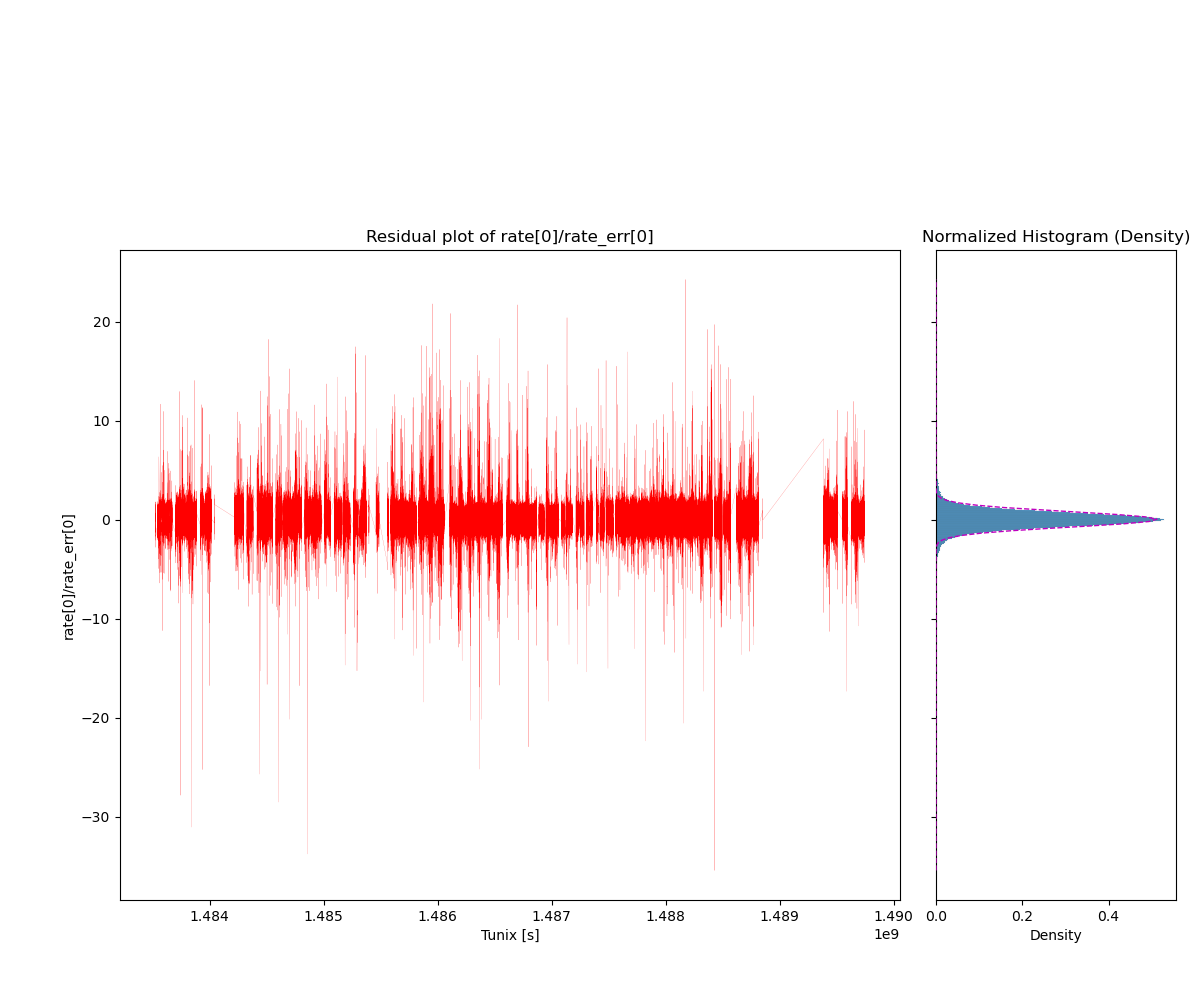 Residual plot of rate[0]/rate_err[0]
Normalized Histogram (Density)
rate[0]/rate_err[0]
20
10
0
−10
−20
−30
1.484 1.485 1.486 1.487 1.488 1.489 1.490
1e9
Tunix [s]
0.0 0.2 0.4
Density